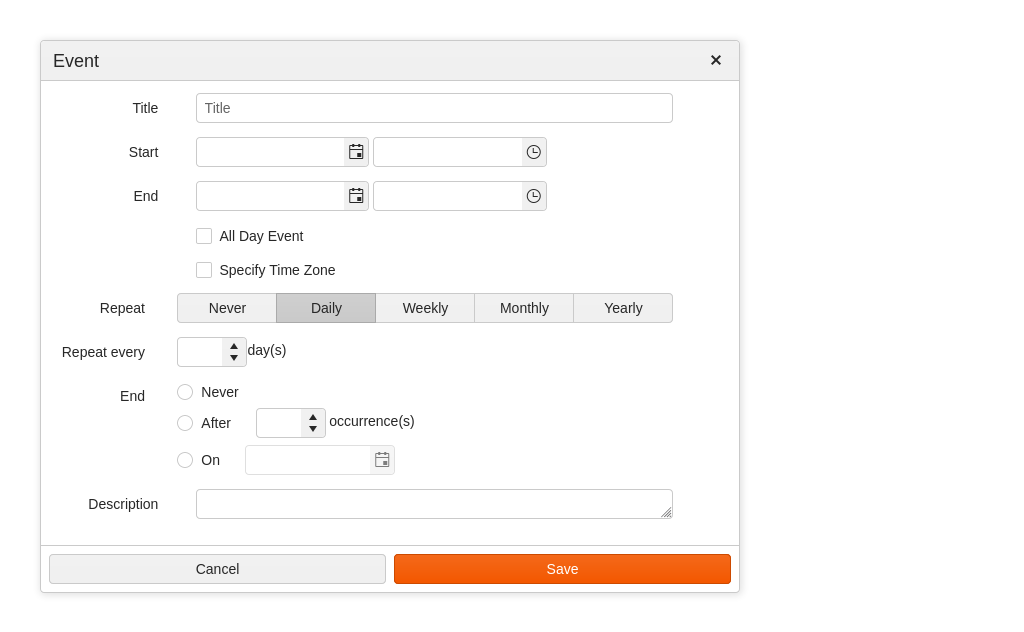 Event
Title Title
Start
End
All Day Event
Specify Time Zone
Repeat Never Daily Weekly Monthly Yearly
Repeat every day(s)
End Never
After occurrence(s)
On
Description
Cancel Save